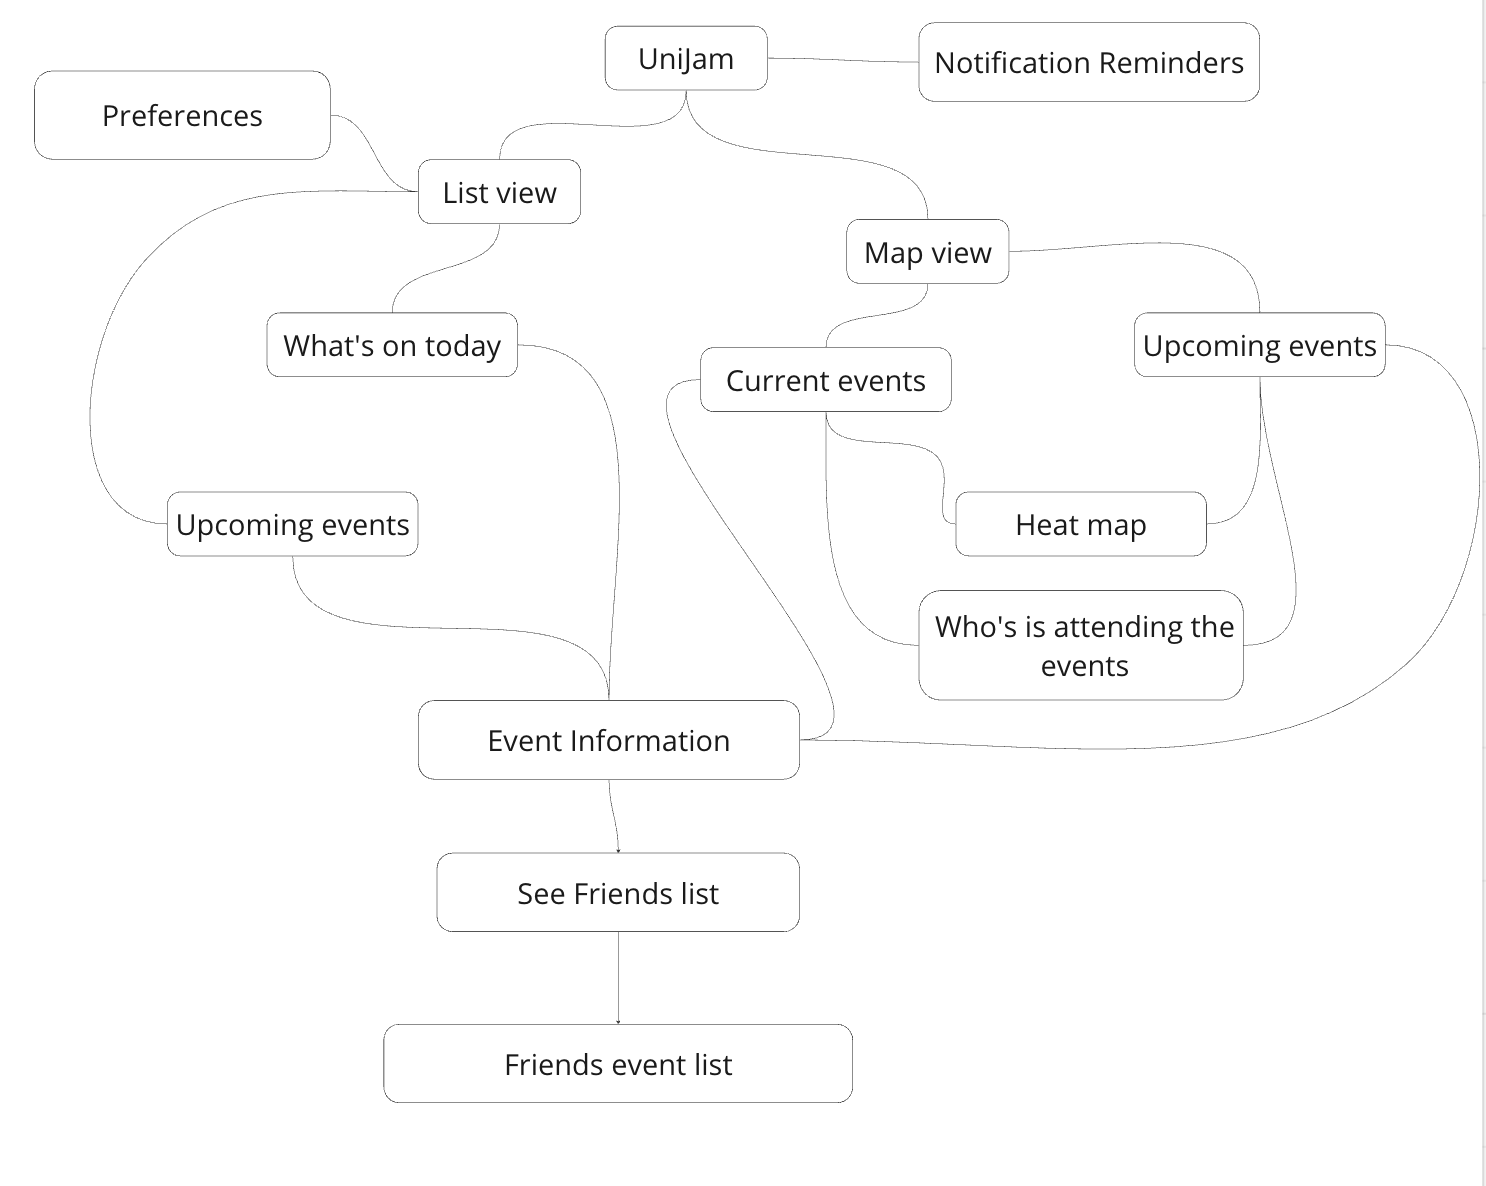 UniJam
Notification Reminders
Preferences
List view
Map view
What's on today
Upcoming events
Current events
Upcoming events
Heat map
Who's is attending the
events
Event Information
See Friends list
Friends event list